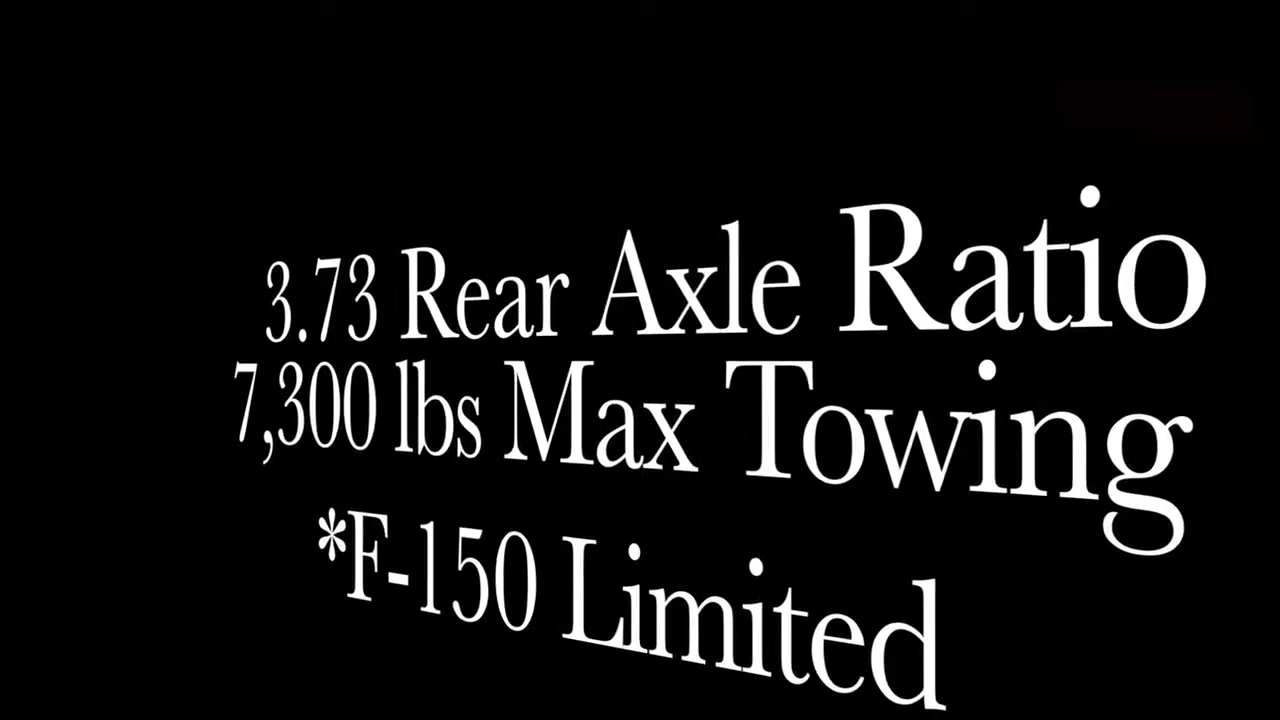 3.73 Rear Axle Ratio
7,300 lbs Max Towing
*F-150 Limited